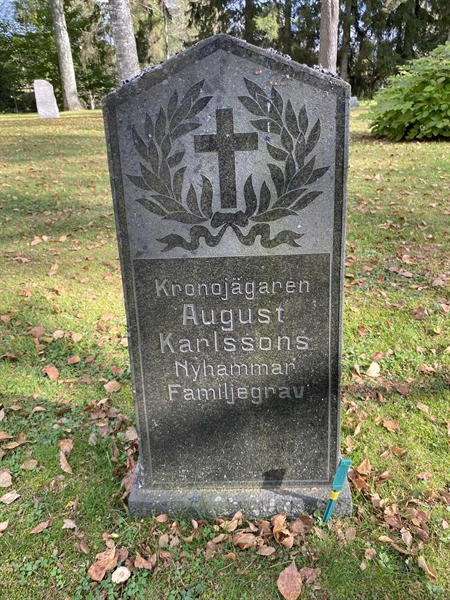 Kronojägaren
August
Karlssons
Nyhammar
Familjegrav